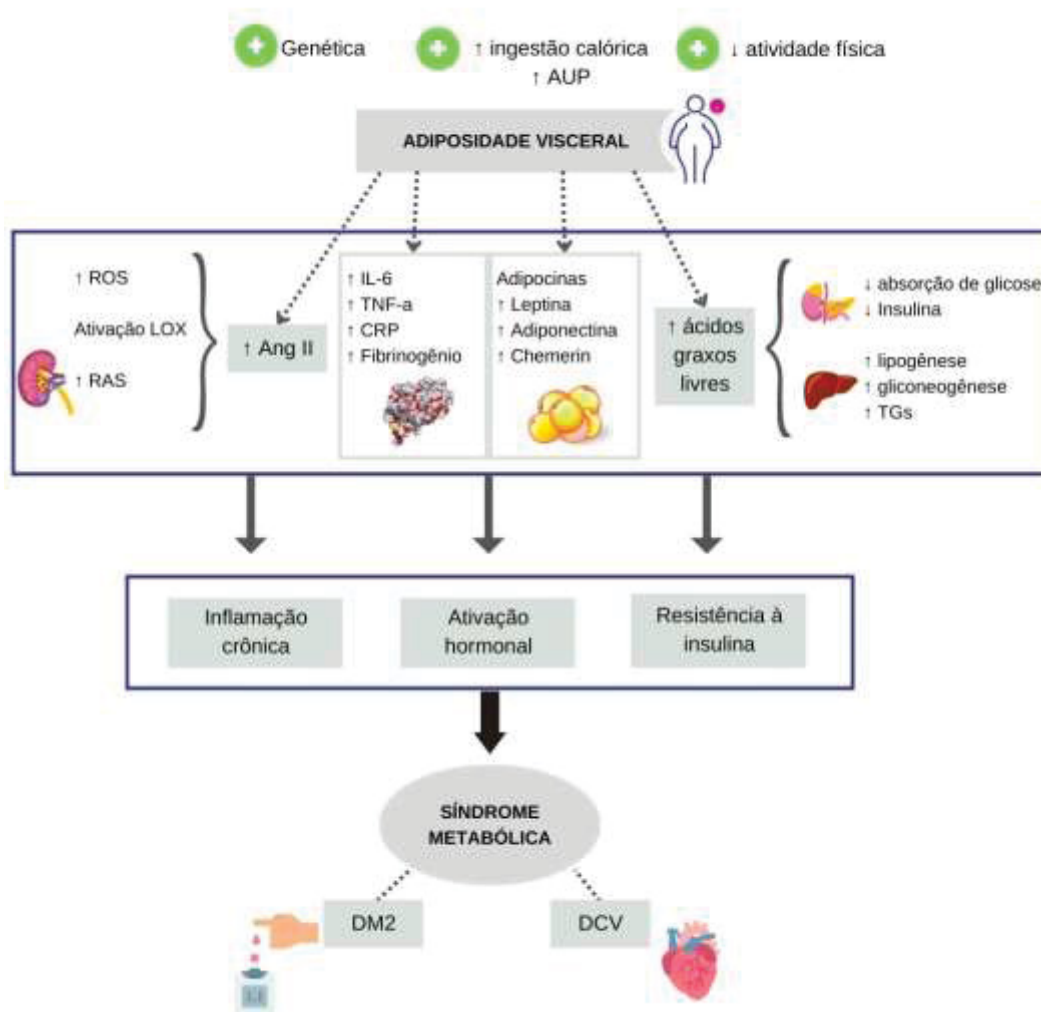 Genética
↑ ingestão calórica
↑ AUP
↓ atividade física
ADIPOSIDADE VISCERAL
↑ ROS
Ativação LOX
↑ RAS
↑ Ang II
↑ IL-6
↑ TNF-a
↑ CRP
↑ Fibrinogênio
Adipocinas
↑ Leptina
↑ Adiponectina
↑ Chemerin
↑ ácidos
graxos
livres
↓ absorção de glicose
↓ Insulina
↑ lipogênese
↑ gliconeogênese
↑ TGs
Inflamação
crônica
Ativação
hormonal
Resistência à
insulina
SÍNDROME
METABÓLICA
DM2
DCV